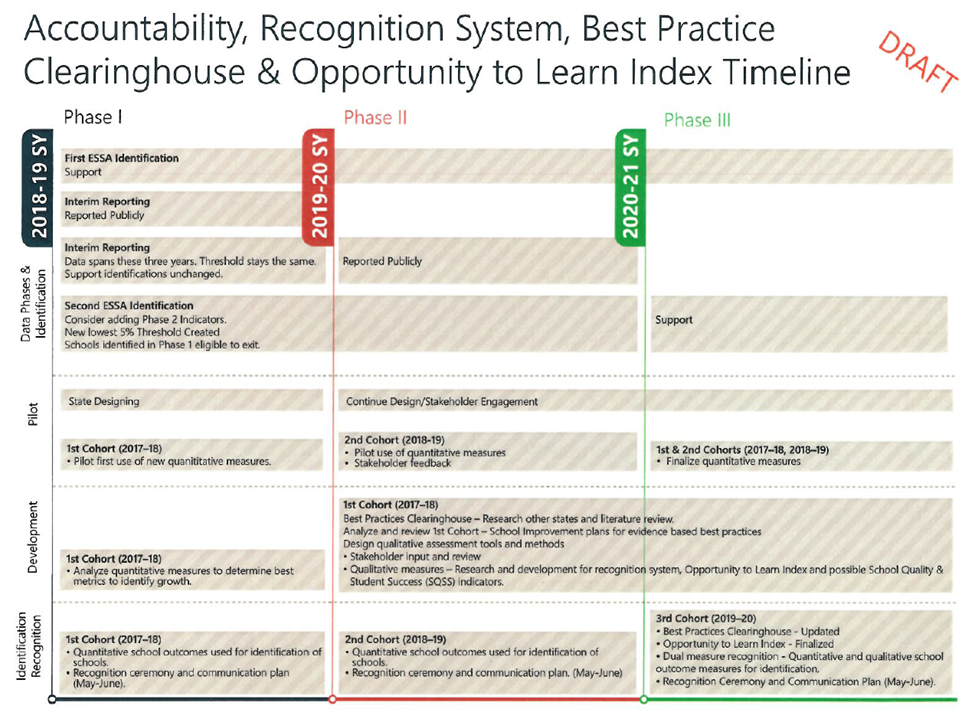 Accountability, Recognition System, Best Practice
Clearinghouse & Opportunity to Learn Index Timeline
DRAFT
Phase I
Phase II
Phase III
2018-19 SY
2019-20 SY
2020-21 SY
Data Phases &
Identification
First ESSA Identification
Support
Interim Reporting
Reported Publicly
Interim Reporting
Data spans these three years. Threshold stays the same.
Support identifications unchanged.
Reported Publicly
Second ESSA Identification
Consider adding Phase 2 Indicators.
New lowest 5% Threshold Created
Schools identified in Phase 1 eligible to exit.
Support
Pilot
State Designing
Continue Design/Stakeholder Engagement
1st Cohort (2017–18)
• Pilot first use of new quanititative measures.
2nd Cohort (2018-19)
• Pilot use of quantitative measures
• Stakeholder feedback
1st & 2nd Cohorts (2017–18, 2018–19)
• Finalize quantitative measures
Development
1st Cohort (2017–18)
• Analyze quantitative measures to determine best
metrics to identify growth.
1st Cohort (2017–18)
Best Practices Clearinghouse – Research other states and literature review.
Analyze and review 1st Cohort – School Improvement plans for evidence based best practices
Design qualitative assessment tools and methods
• Stakeholder input and review
• Qualitative measures – Research and development for recognition system, Opportunity to Learn Index and possible School Quality &
Student Success (SQSS) indicators.
Identification
Recognition
1st Cohort (2017–18)
• Quantitative school outcomes used for identification of
schools.
• Recognition ceremony and communication plan
(May-June).
2nd Cohort (2018–19)
• Quantitative school outcomes used for identification of
schools.
• Recognition ceremony and communication plan. (May-June)
3rd Cohort (2019–20)
• Best Practices Clearinghouse - Updated
• Opportunity to Learn Index - Finalized
• Dual measure recognition - Quantitative and qualitative school
outcome measures for identification.
• Recognition Ceremony and Communication Plan (May-June).